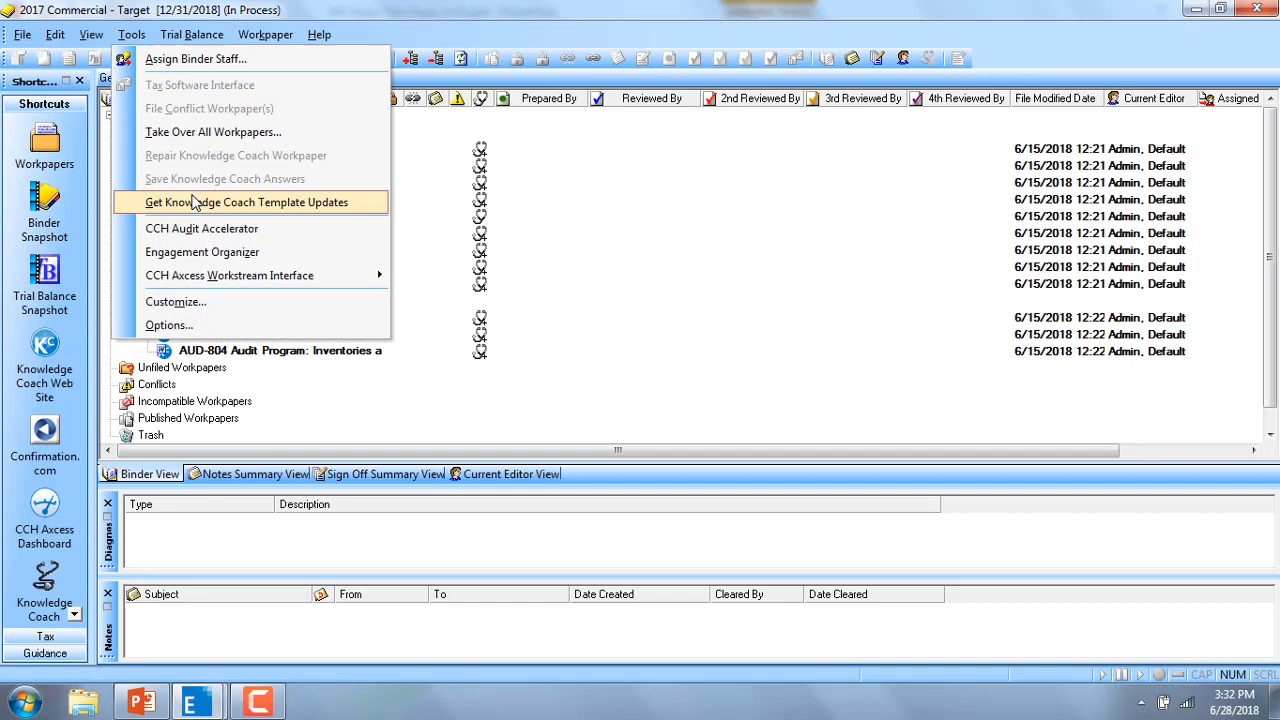 2017 Commercial - Target [12/31/2018] (In Process)
File Edit View Tools Trial Balance Workpaper Help
Assign Binder Staff...
Tax Software Interface
File Conflict Workpaper(s)
Take Over All Workpapers...
Repair Knowledge Coach Workpaper
Save Knowledge Coach Answers
Get Knowledge Coach Template Updates
CCH Audit Accelerator
Engagement Organizer
CCH Axcess Workstream Interface
Customize...
Options...
Shortc...
Shortcuts
Workpapers
Binder
Snapshot
Trial Balance
Snapshot
Knowledge
Coach Web
Site
Confirmation.
com
CCH Axcess
Dashboard
Knowledge
Coach
Tax
Guidance
Prepared By Reviewed By 2nd Reviewed By 3rd Reviewed By 4th Reviewed By File Modified Date Current Editor Assigned
6/15/2018 12:21 Admin, Default
6/15/2018 12:21 Admin, Default
6/15/2018 12:21 Admin, Default
6/15/2018 12:21 Admin, Default
6/15/2018 12:21 Admin, Default
6/15/2018 12:21 Admin, Default
6/15/2018 12:21 Admin, Default
6/15/2018 12:21 Admin, Default
6/15/2018 12:21 Admin, Default
6/15/2018 12:22 Admin, Default
6/15/2018 12:22 Admin, Default
AUD-804 Audit Program: Inventories a 6/15/2018 12:22 Admin, Default
Unfiled Workpapers
Conflicts
Incompatible Workpapers
Published Workpapers
Trash
Binder View Notes Summary View Sign Off Summary View Current Editor View
Type Description
Diagnos
Subject From To Date Created Cleared By Date Cleared
Notes
CAP NUM SCRL
3:32 PM
6/28/2018